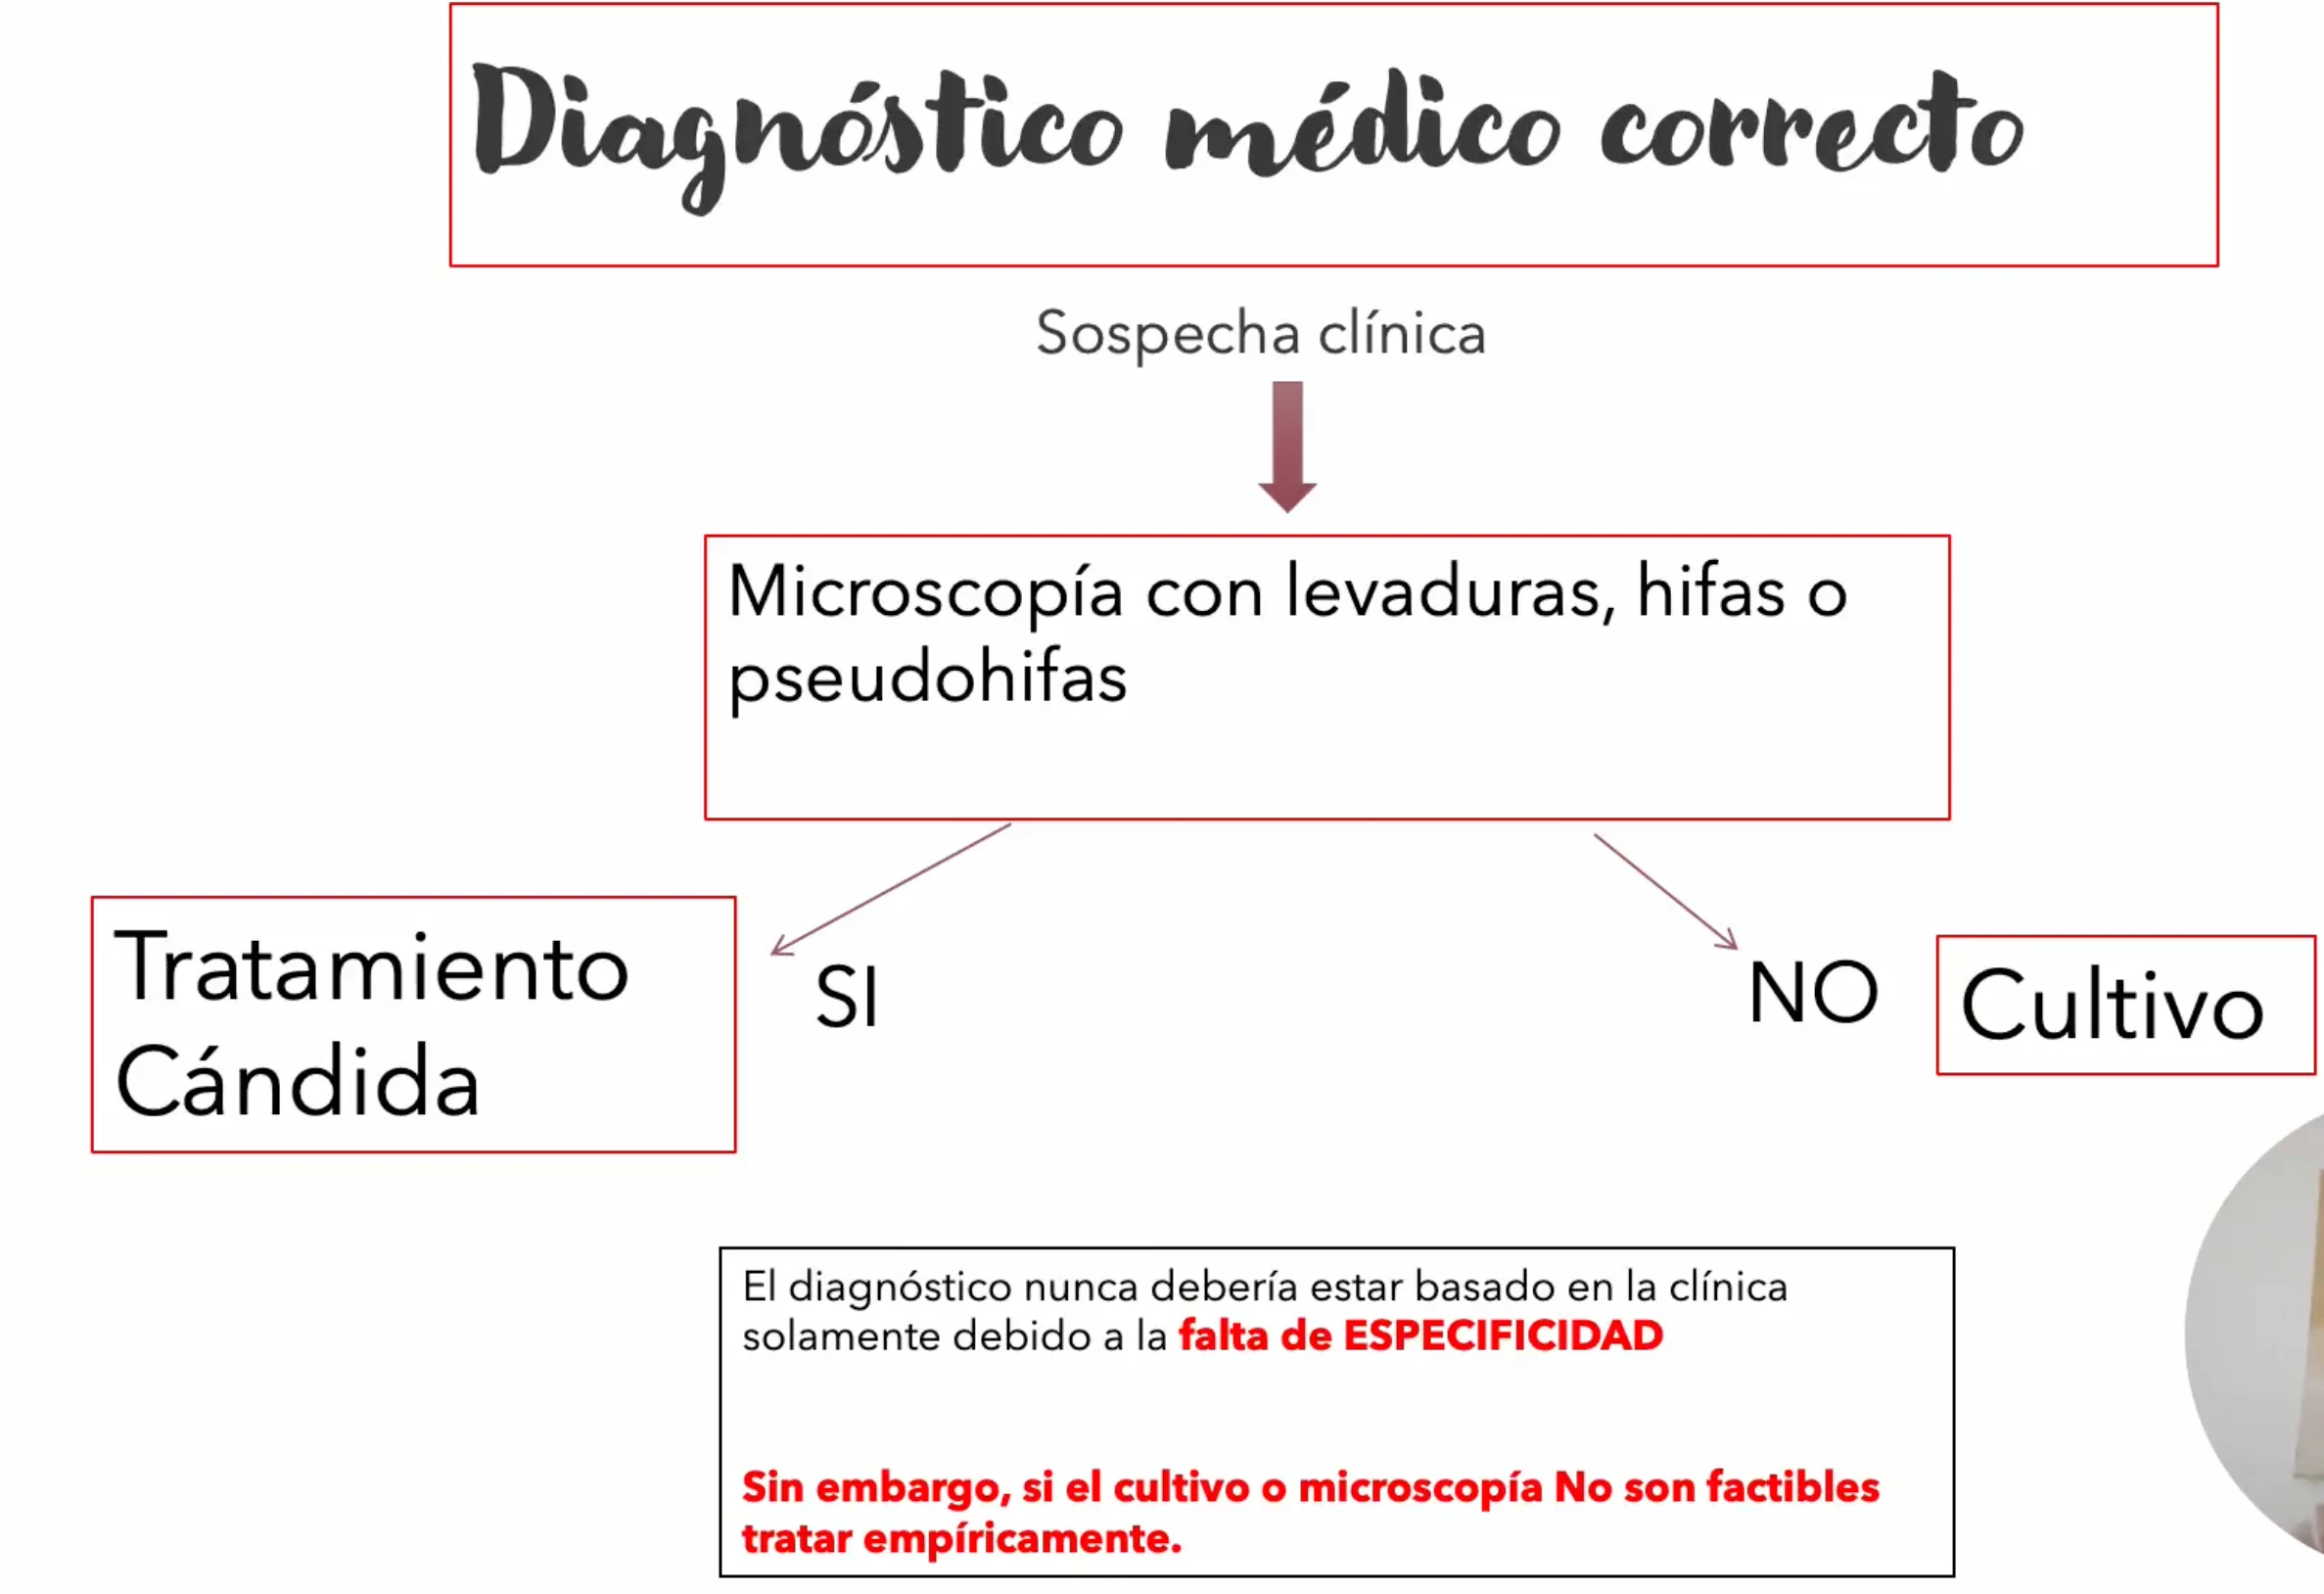 Diagnóstico médico correcto
Sospecha clínica
Microscopía con levaduras, hifas o
pseudohifas
Tratamiento
Cándida
SI
NO
Cultivo
El diagnóstico nunca debería estar basado en la clínica
solamente debido a la falta de ESPECIFICIDAD
Sin embargo, si el cultivo o microscopía No son factibles
tratar empíricamente.